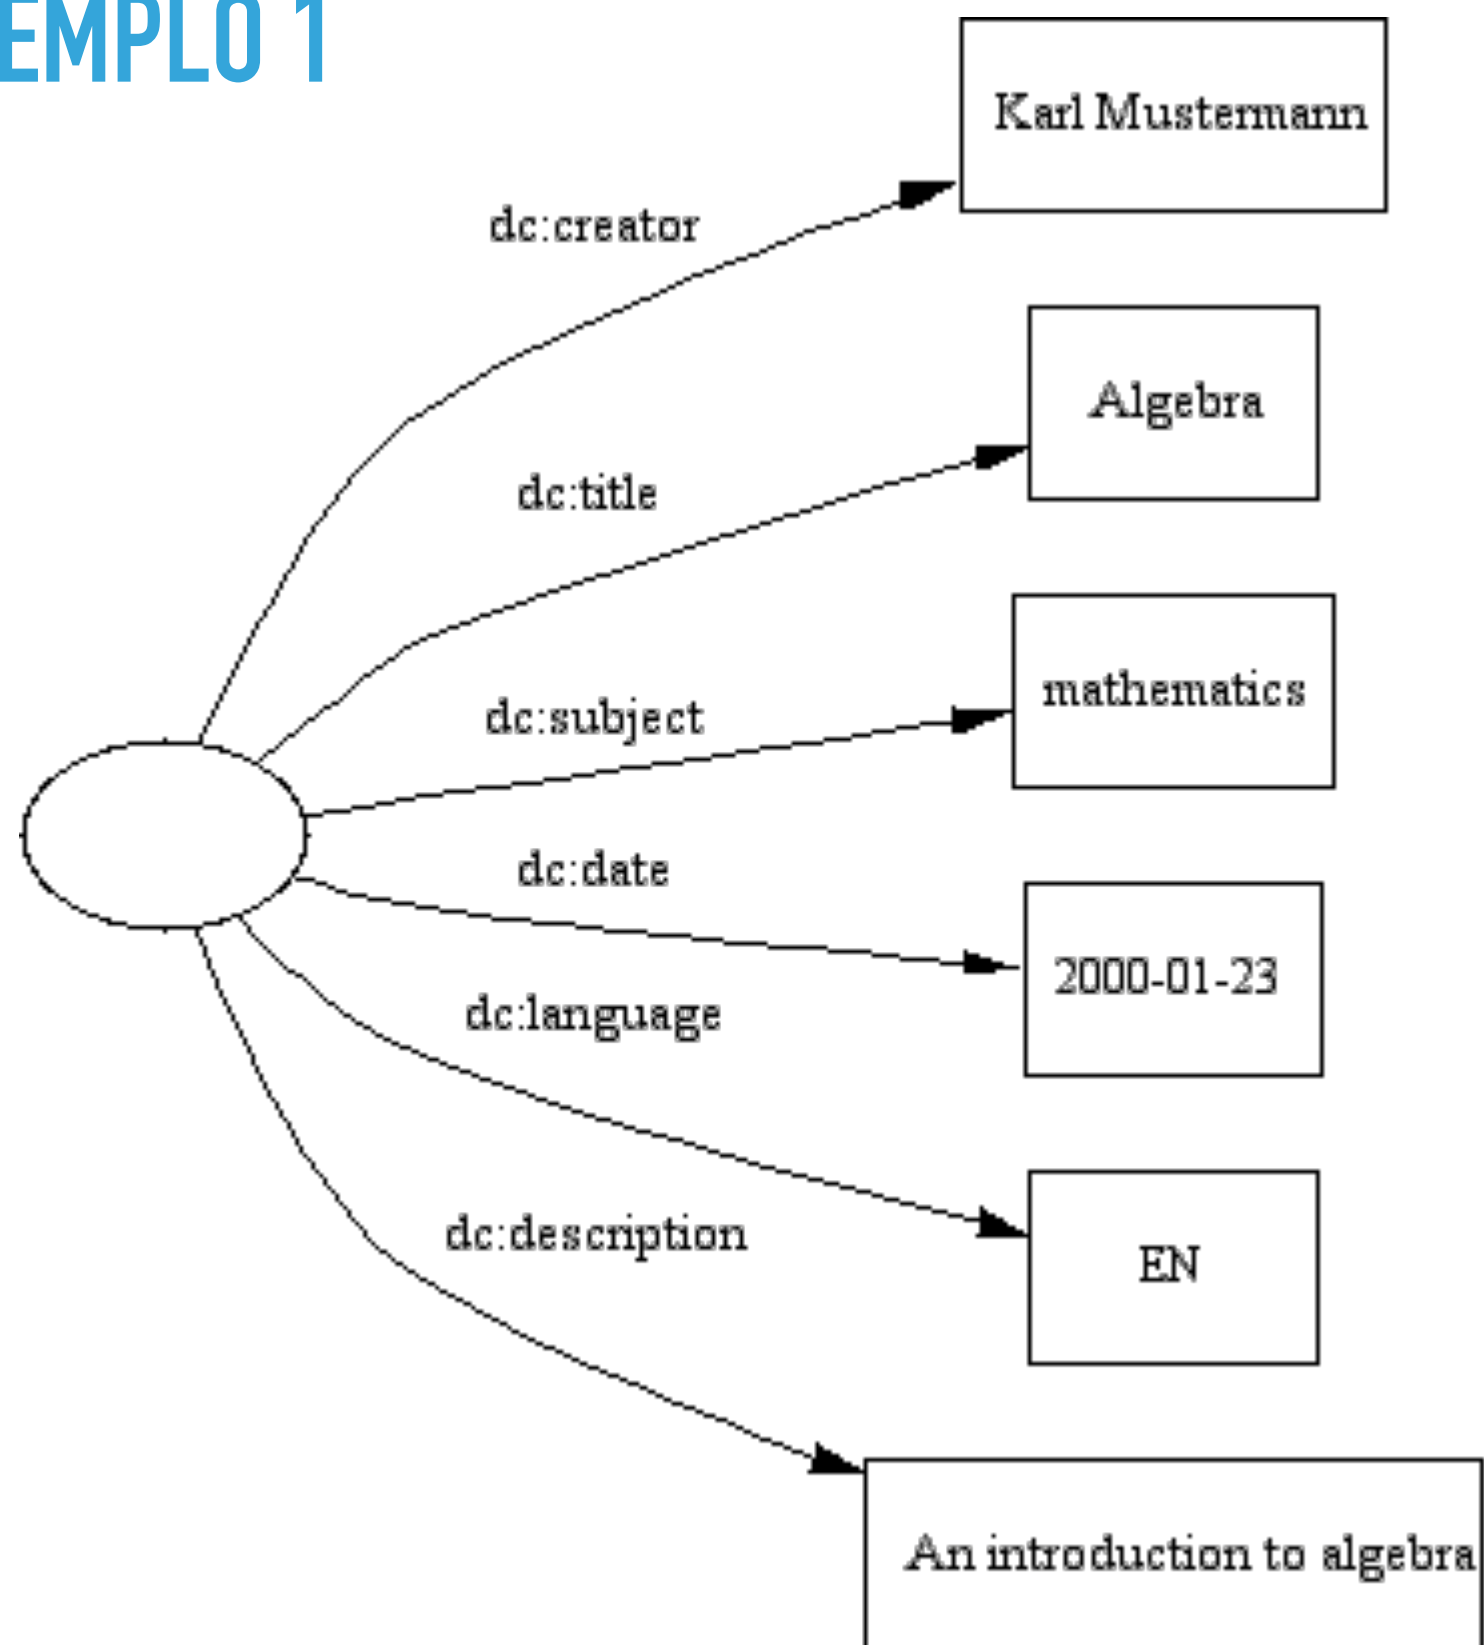 EMPLO 1
Karl Mustermann
dc:creator
Algebra
dc:title
mathematics
dc:subject
dc:date
2000-01-23
dc:language
EN
dc:description
An introduction to algebra